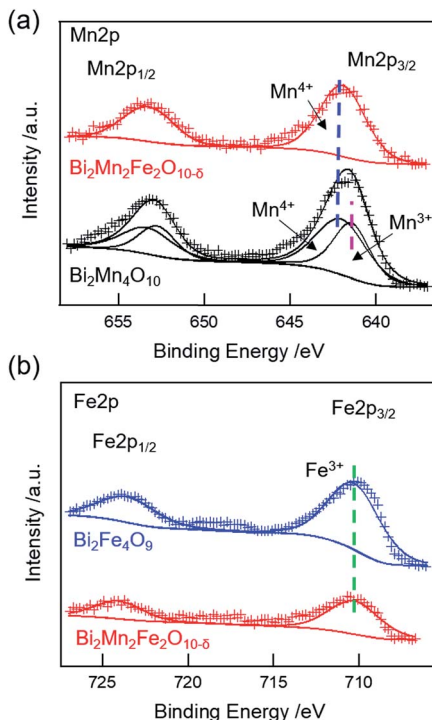 (a)
Mn2p
Mn2p₁/₂
Mn2p₃/₂
Mn⁴⁺
Bi₂Mn₂Fe₂O₁₀₋δ
Mn⁴⁺
Mn³⁺
Bi₂Mn₄O₁₀
Intensity /a.u.
655 650 645 640
Binding Energy /eV
(b)
Fe2p
Fe2p₃/₂
Fe2p₁/₂
Fe³⁺
Bi₂Fe₄O₉
Bi₂Mn₂Fe₂O₁₀₋δ
Intensity /a.u.
725 720 715 710
Binding Energy /eV